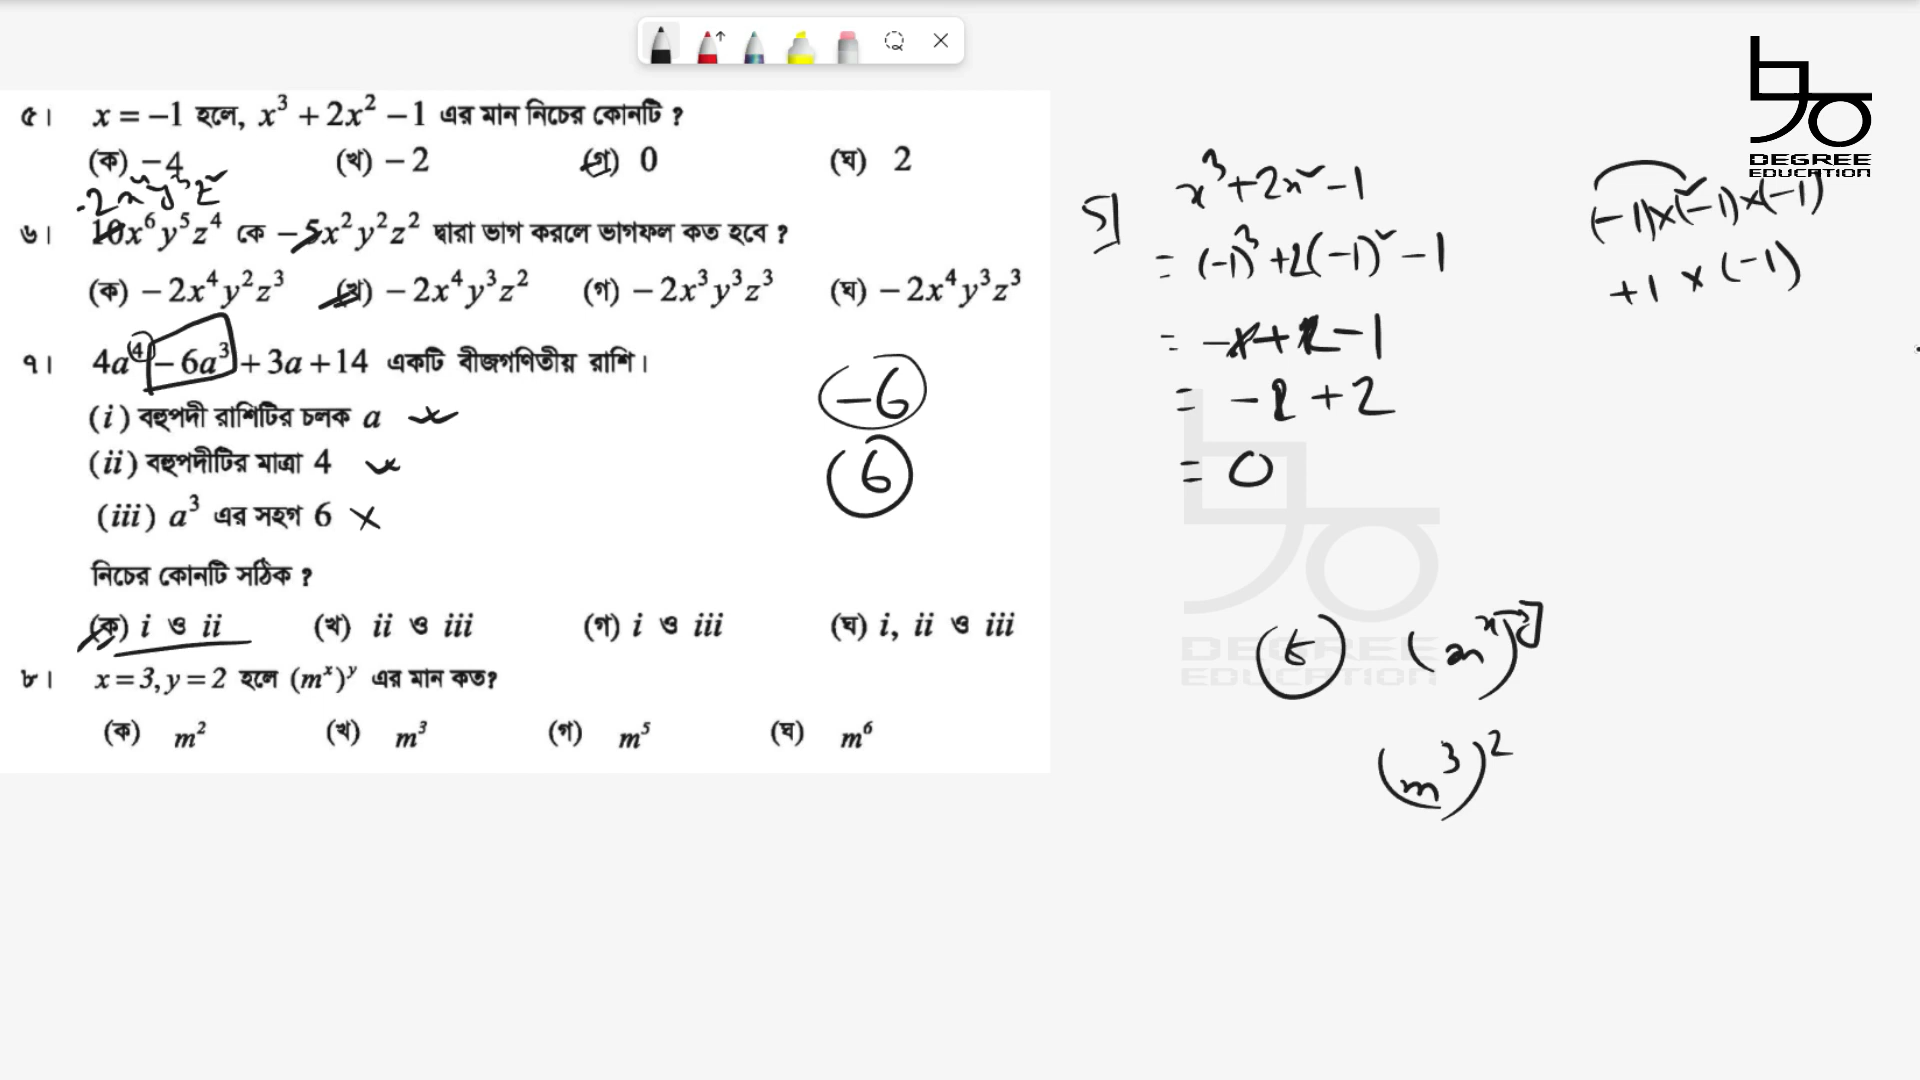 ৫। x = −1 হলে, x³ + 2x² − 1 এর মান নিচের কোনটি ?
(ক) − 4 (খ) − 2 (গ) 0 (ঘ) 2
৬। 10x⁶y⁵z⁴ কে − 5x²y²z² দ্বারা ভাগ করলে ভাগফল কত হবে ?
(ক) − 2x⁴y²z³ (খ) − 2x⁴y³z² (গ) − 2x³y³z³ (ঘ) − 2x⁴y³z³
৭। 4a⁴ − 6a³ + 3a + 14 একটি বীজগণিতীয় রাশি।
(i) বহুপদী রাশিটির চলক a
(ii) বহুপদীটির মাত্রা 4
(iii) a³ এর সহগ 6
নিচের কোনটি সঠিক ?
(ক) i ও ii (খ) ii ও iii (গ) i ও iii (ঘ) i, ii ও iii
৮। x = 3, y = 2 হলে (mˣ)ʸ এর মান কত?
(ক) m² (খ) m³ (গ) m⁵ (ঘ) m⁶
−6
6
x³ + 2x² − 1
= (−1)³ + 2(−1)² − 1
= 0
(−1)×(−1)×(−1)
+1 × (−1)
(m³)²
DEGREE
EDUCATION
DEGREE
EDUCATION